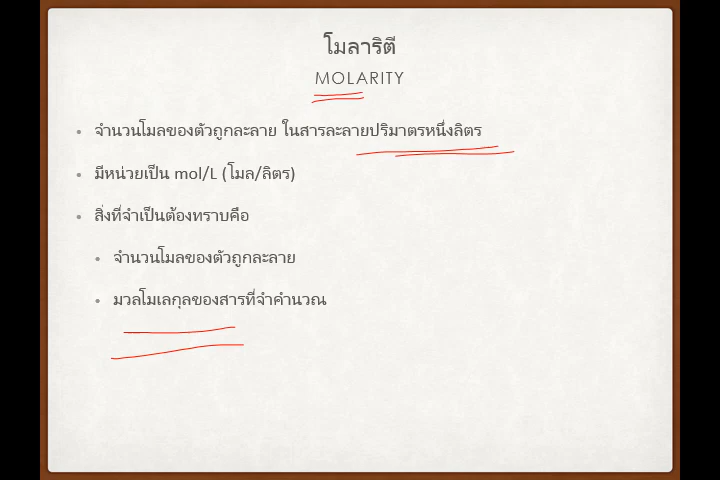 โมลาริตี
MOLARITY
• จำนวนโมลของตัวถูกละลาย ในสารละลายปริมาตรหนึ่งลิตร
• มีหน่วยเป็น mol/L (โมล/ลิตร)
• สิ่งที่จำเป็นต้องทราบคือ
• จำนวนโมลของตัวถูกละลาย
• มวลโมเลกุลของสารที่จำคำนวณ